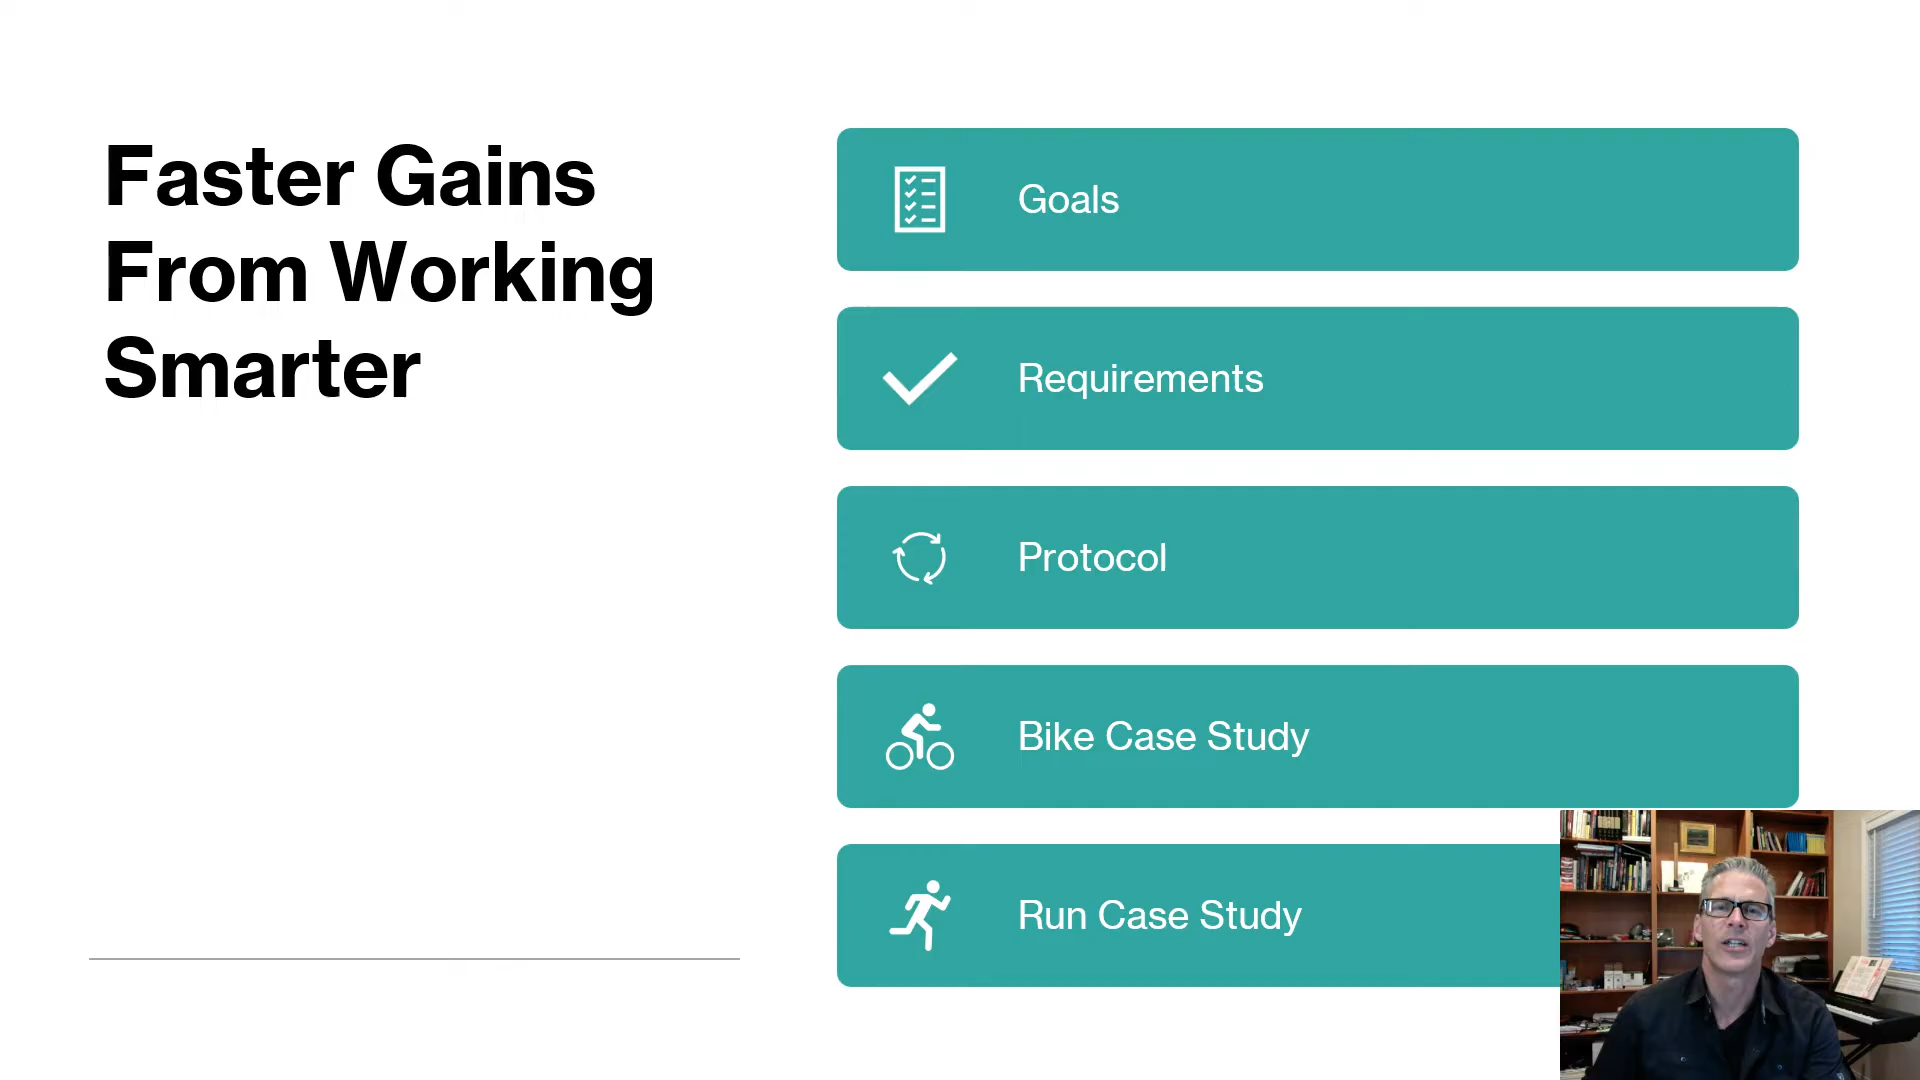 Faster Gains
From Working
Smarter
Goals
Requirements
Protocol
Bike Case Study
Run Case Study